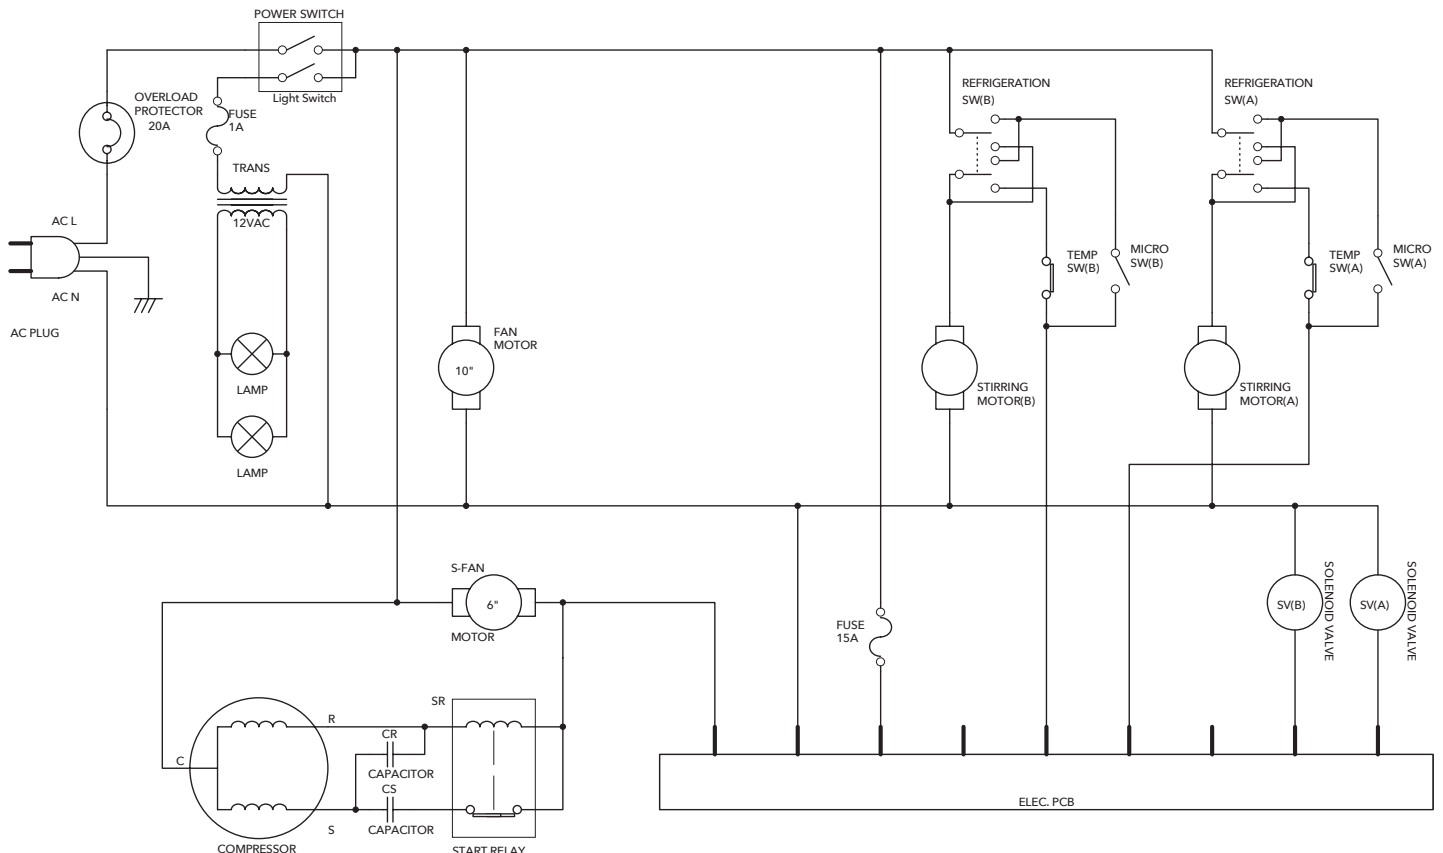 POWER SWITCH
Light Switch
OVERLOAD
PROTECTOR
20A
FUSE
1A
TRANS
12VAC
AC L
AC N
AC PLUG
LAMP
LAMP
FAN
MOTOR
10"
REFRIGERATION
SW(B)
REFRIGERATION
SW(A)
TEMP
SW(B)
MICRO
SW(B)
TEMP
SW(A)
MICRO
SW(A)
STIRRING
MOTOR(B)
STIRRING
MOTOR(A)
S-FAN
6"
MOTOR
FUSE
15A
SV(B)
SOLENOID VALVE
SV(A)
SOLENOID VALVE
SR
R
CR
CAPACITOR
C
CS
CAPACITOR
S
COMPRESSOR
START RELAY
ELEC. PCB